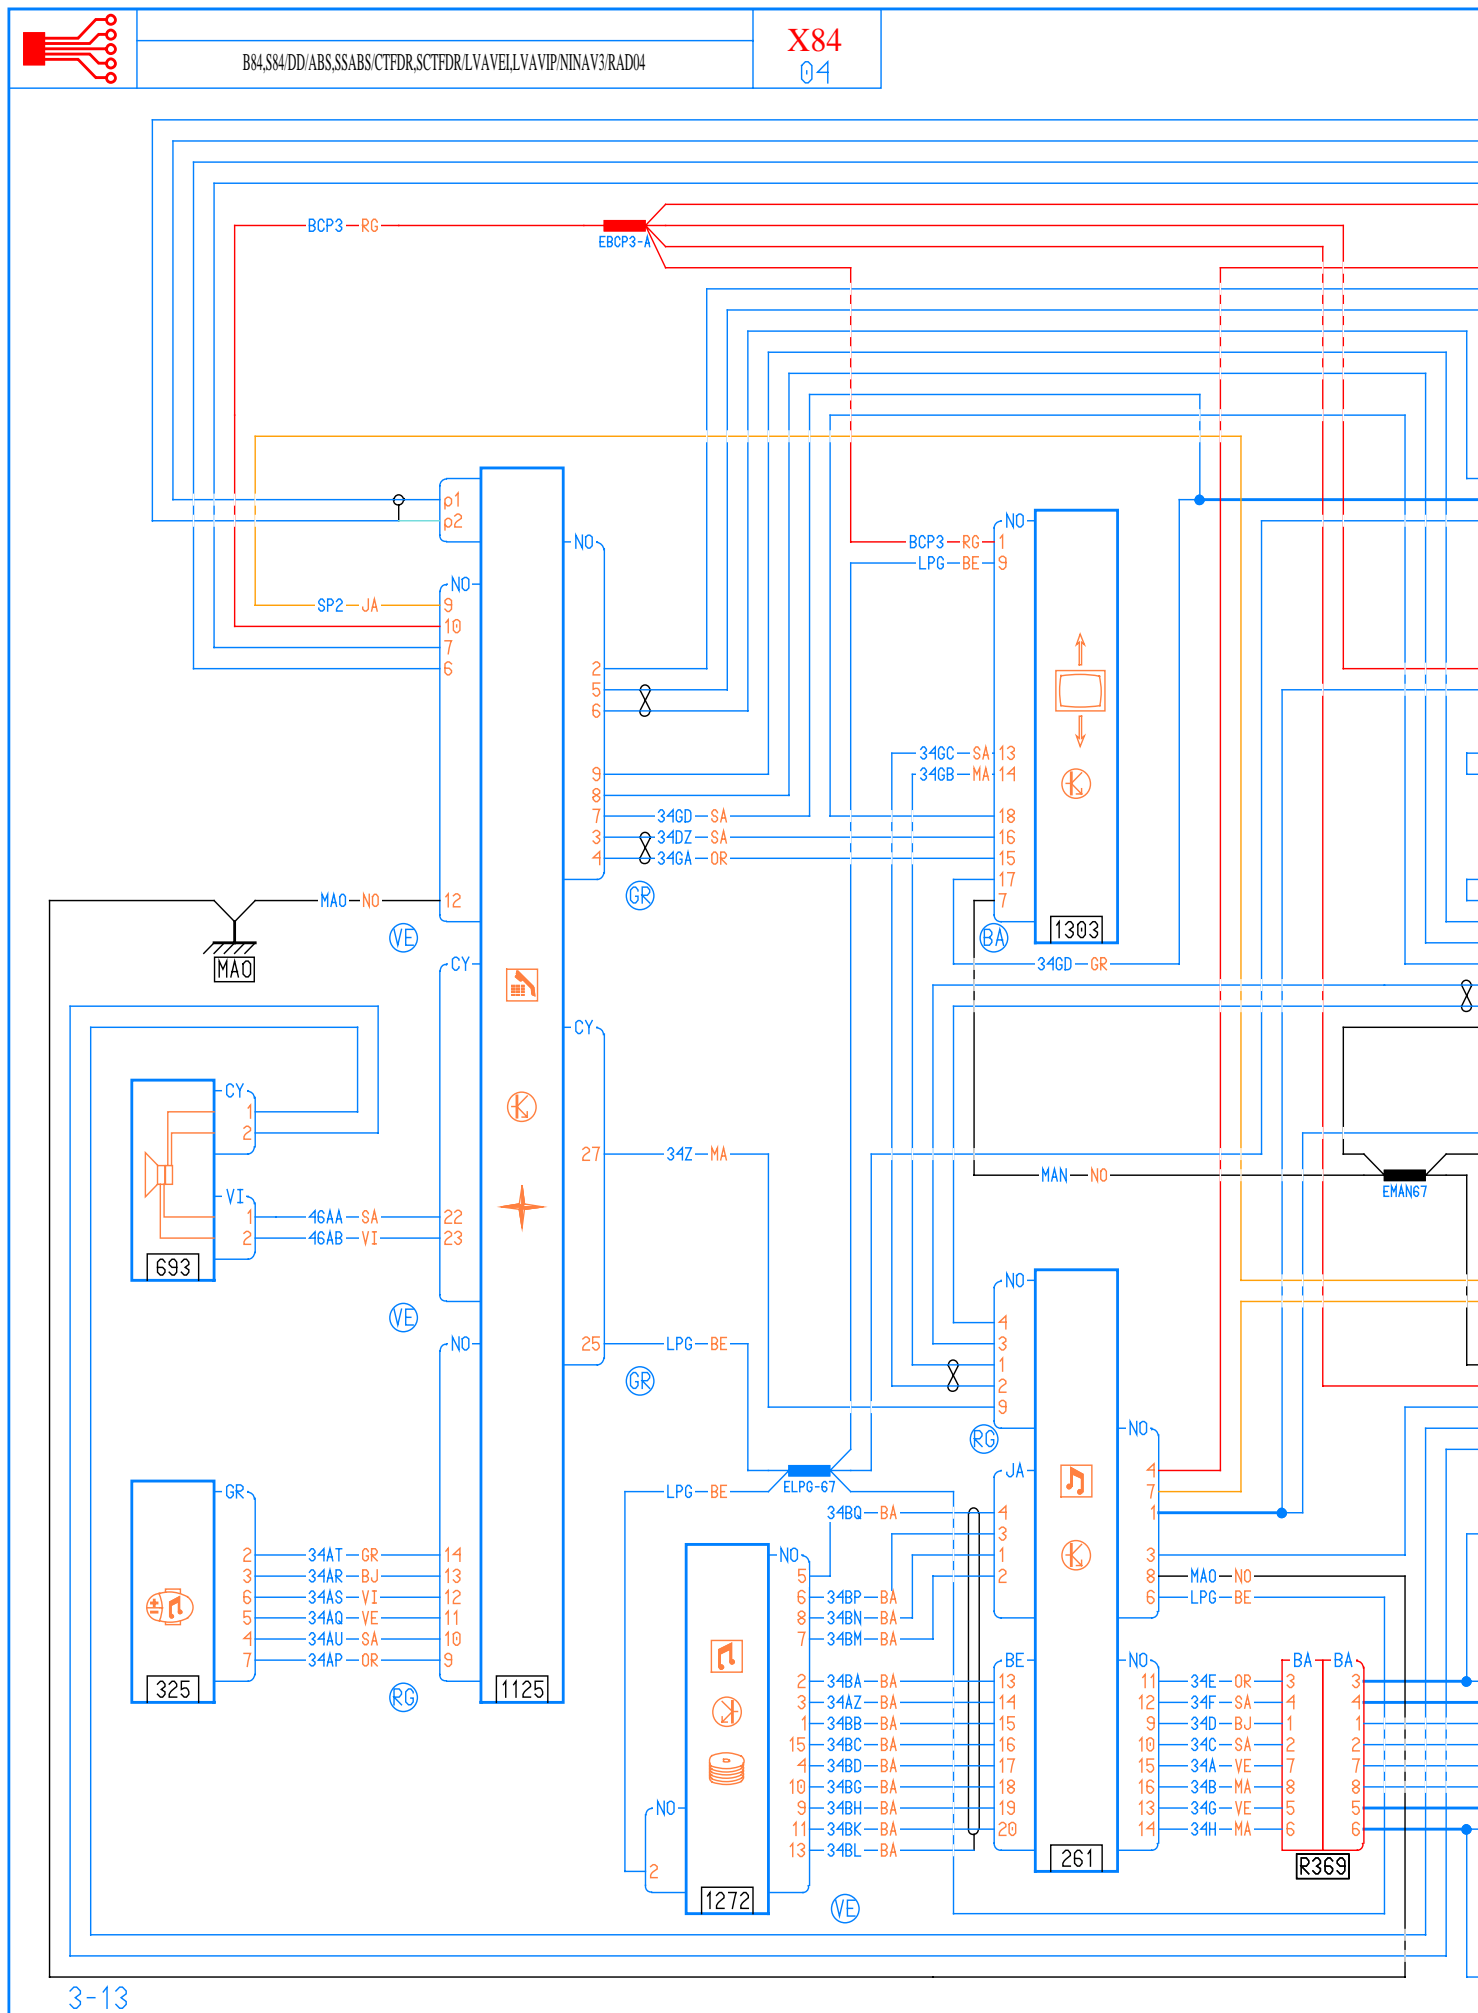 X84
B84,S84/DD/ABS,SSABS/CTFDR,SCTFDR/LVAVEI,LVAVIP/NINAV3/RAD04
04
BCP3 RG
EBCP3-A
p1
p2
NO
NO
BCP3 RG 1
LPG BE 9
NO
SP2 JA 9
10
7
6
2
5
6
34GC SA 13
34GB MA 14
9
8
7 34GD SA
18
3 34DZ SA
16
4 34GA OR
15
17
MAO NO 12
7
GR
1303
VE
BA
MAO
CY
34GD GR
CY
CY
1
2
27 34Z MA
MAN NO
EMAN67
VI
1 46AA SA 22
2 46AB VI 23
693
NO
VE
4
NO
25 LPG BE
3
1
GR
2
9
NO
RG
JA
4
ELPG-67
GR
LPG BE
7
34BQ BA 4
1
3
NO
2 34AT GR 14
1
3
5
3 34AR BJ 13
2
8 MAO NO
6 34AS VI 12
6 34BP BA
6 LPG BE
5 34AQ VE 11
8 34BN BA
4 34AU SA 10
7 34BM BA
7 34AP OR 9
BE
NO
BA BA
325
1125
RG
2 34BA BA 13
11 34E OR 3
3
3 34AZ BA 14
12 34F SA 4
4
1 34BB BA 15
9 34D BJ 1
1
15 34BC BA 16
10 34C SA 2
2
4 34BD BA 17
15 34A VE 7
7
10 34BG BA 18
16 34B MA 8
8
NO
9 34BH BA 19
13 34G VE 5
5
11 34BK BA 20
14 34H MA 6
6
13 34BL BA
2
261
R369
1272
VE
3-13